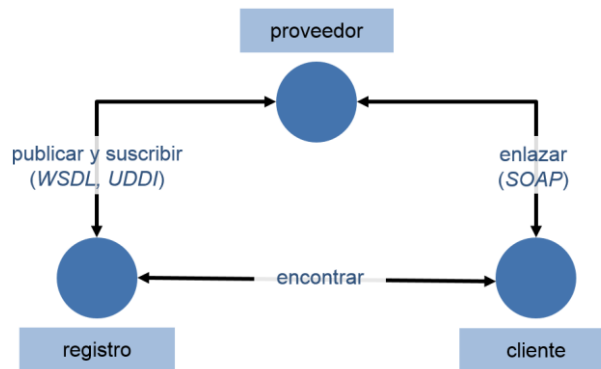 proveedor
publicar y suscribir
(WSDL, UDDI)
enlazar
(SOAP)
encontrar
registro
cliente